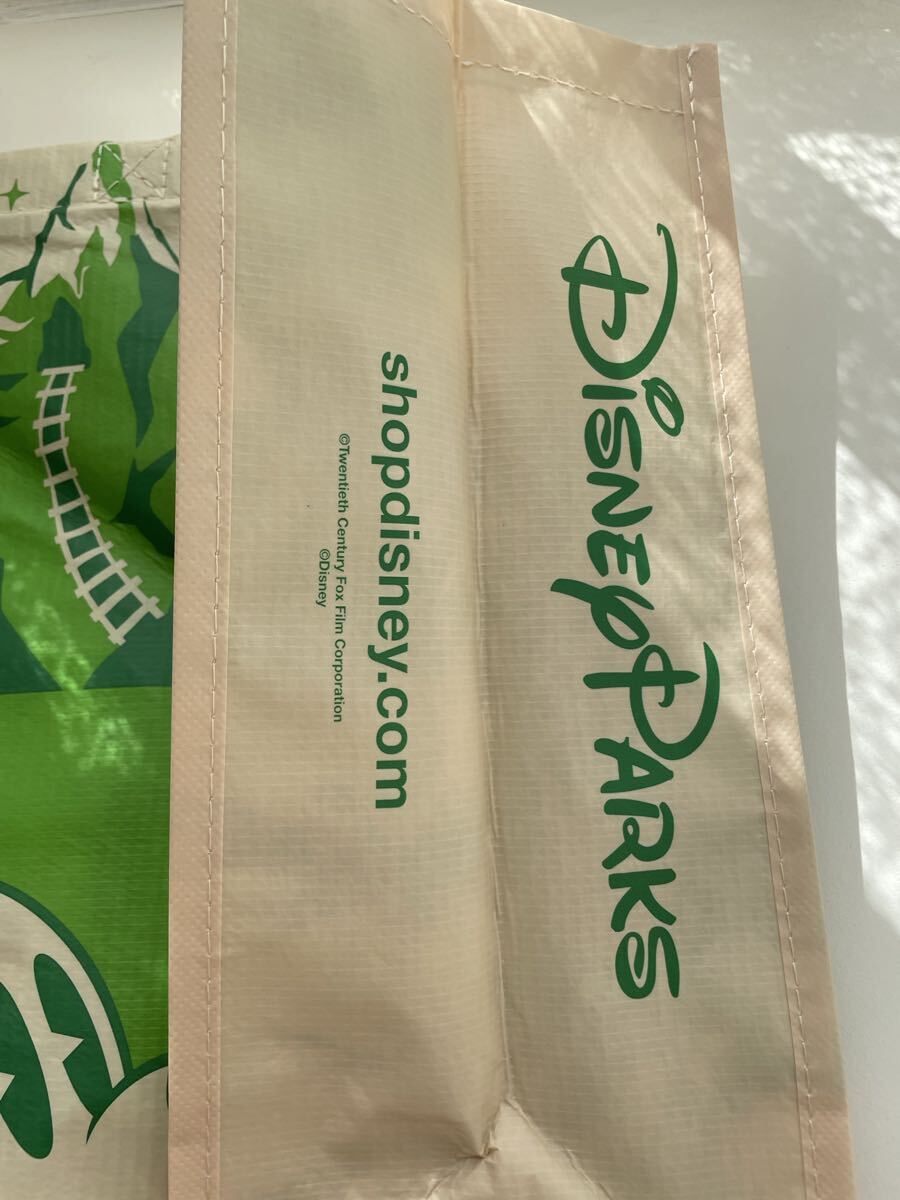 Disney Parks
shopdisney.com
©Twentieth Century Fox Film Corporation
©Disney